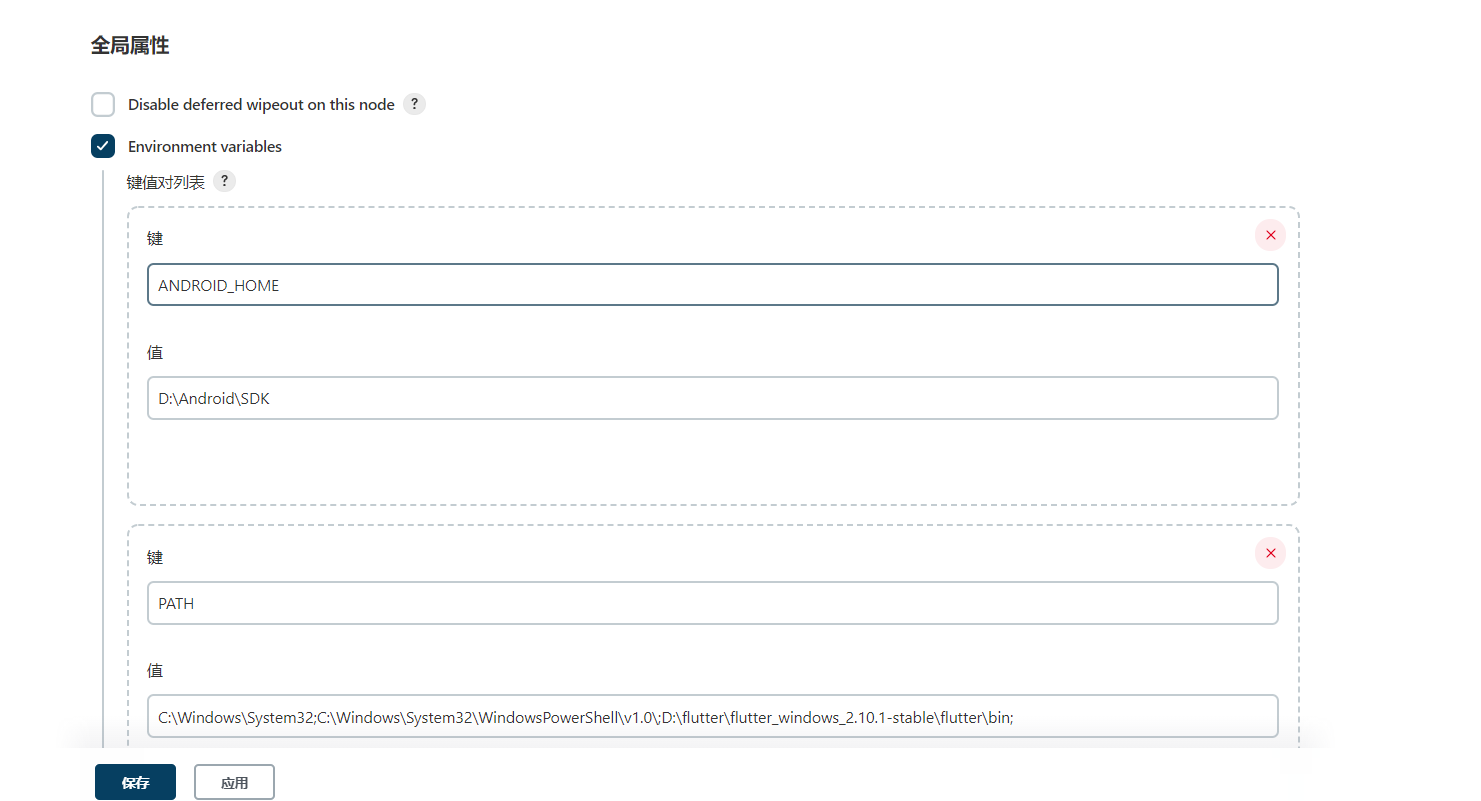 全局属性
Disable deferred wipeout on this node ?
Environment variables
键值对列表 ?
键
ANDROID_HOME
值
D:\Android\SDK
键
PATH
值
C:\Windows\System32;C:\Windows\System32\WindowsPowerShell\v1.0\;D:\flutter\flutter_windows_2.10.1-stable\flutter\bin;
保存 应用